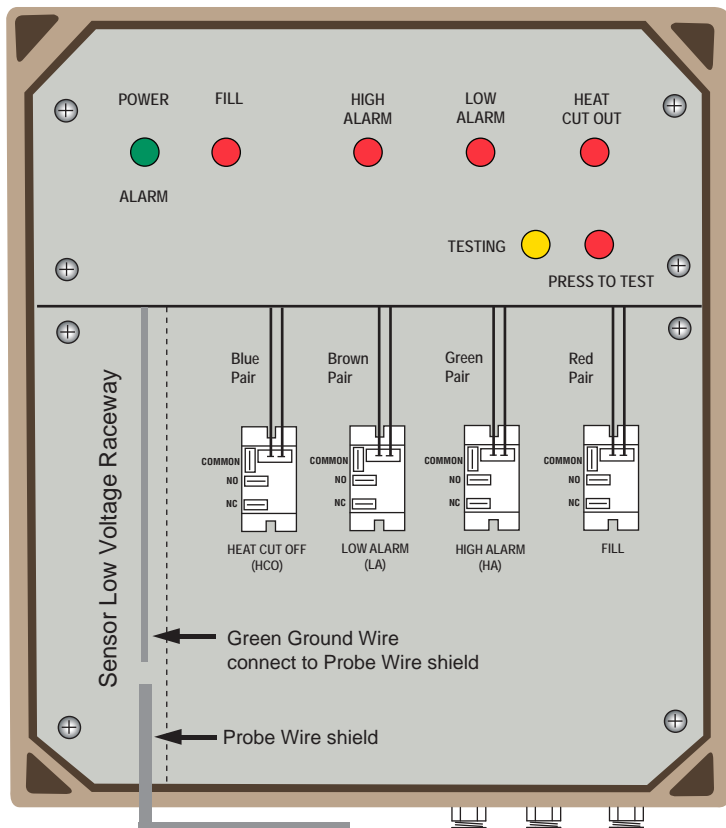 POWER
FILL
HIGH
ALARM
LOW
ALARM
HEAT
CUT OUT
ALARM
TESTING
PRESS TO TEST
Sensor Low Voltage Raceway
Blue
Pair
Brown
Pair
Green
Pair
Red
Pair
COMMON
NO
NC
COMMON
NO
NC
COMMON
NO
NC
COMMON
NO
NC
HEAT CUT OFF
(HCO)
LOW ALARM
(LA)
HIGH ALARM
(HA)
FILL
Green Ground Wire
connect to Probe Wire shield
Probe Wire shield